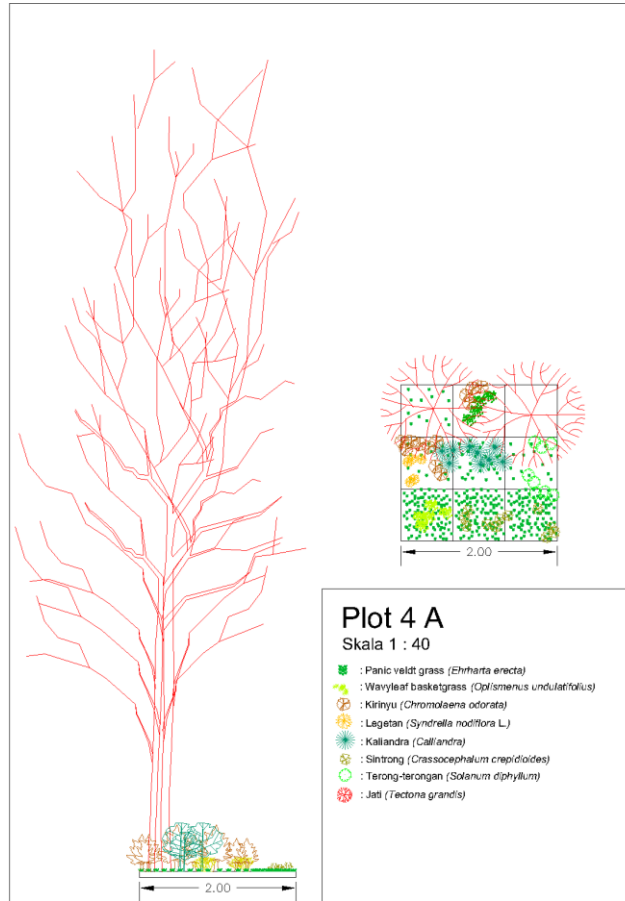 2.00
Plot 4 A
Skala 1 : 40
: Panic veldt grass (Ehrharta erecta)
: Wavyleaf basketgrass (Oplismenus undulatifolius)
: Kirinyu (Chromolaena odorata)
: Legetan (Syndrella nodiflora L.)
: Kaliandra (Calliandra)
: Sintrong (Crassocephalum crepidioides)
: Terong-terongan (Solanum diphyllum)
: Jati (Tectona grandis)
2.00